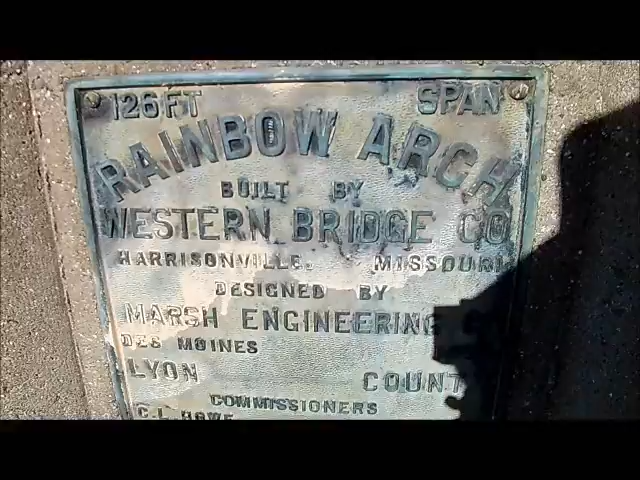 126 FT SPAN
RAINBOW ARCH
BUILT BY
WESTERN BRIDGE CO
HARRISONVILLE. MISSOURI
DESIGNED BY
MARSH ENGINEERING
DES MOINES
LYON COUNT
COMMISSIONERS
C.L. HOWE